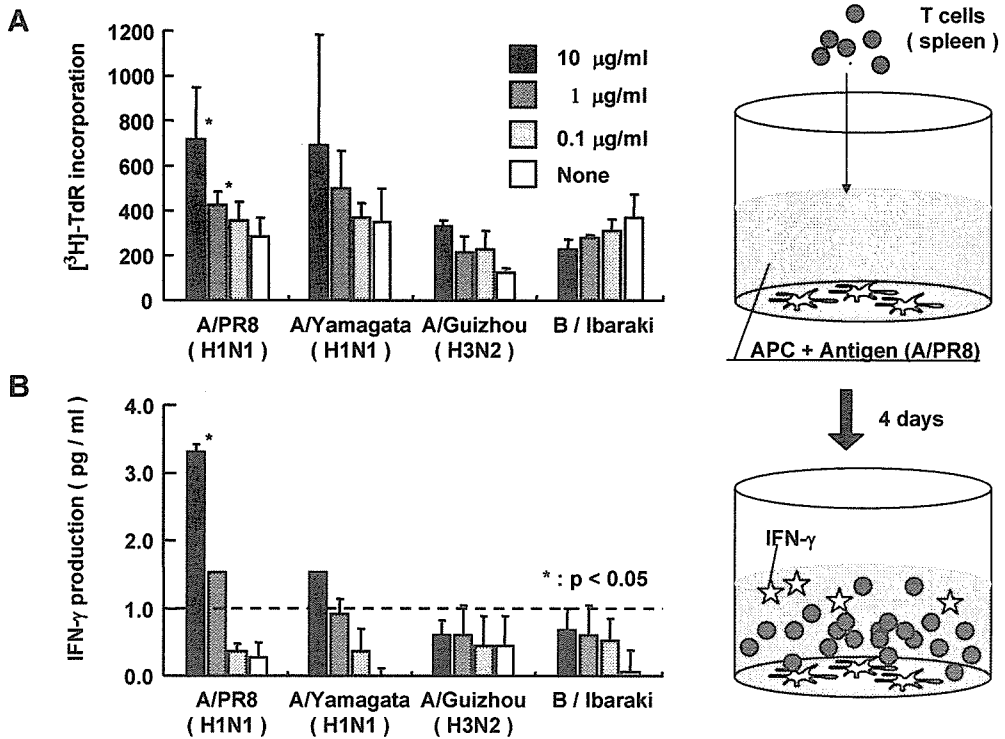 A
[³H]-TdR incorporation
1200
1000
800
600
400
200
0
*
*
10 μg/ml
1 μg/ml
0.1 μg/ml
None
A/PR8 A/Yamagata A/Guizhou B / Ibaraki
( H1N1 ) ( H1N1 ) ( H3N2 )
T cells
( spleen )
APC + Antigen (A/PR8)
4 days
IFN-γ
B
IFN-γ production ( pg / ml )
4.0
3.0
2.0
1.0
0.0
*
* : p < 0.05
A/PR8 A/Yamagata A/Guizhou B / Ibaraki
( H1N1 ) ( H1N1 ) ( H3N2 )